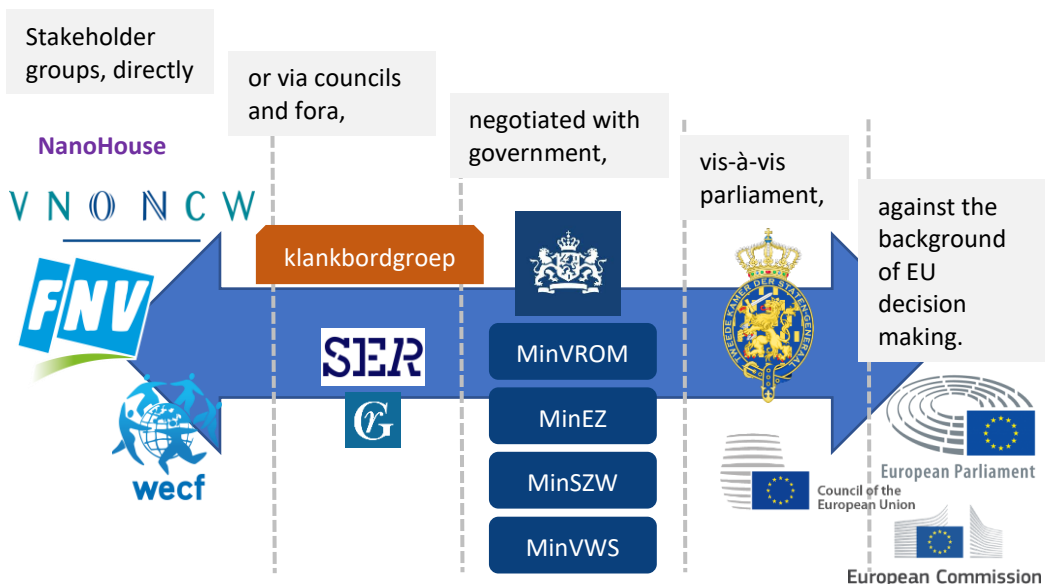 Stakeholder
groups, directly
or via councils
and fora,
negotiated with
government,
vis-à-vis
parliament,
against the
background
of EU
decision
making.
NanoHouse
VNO NCW
FNV
wecf
klankbordgroep
SER
Gr
MinVROM
MinEZ
MinSZW
MinVWS
TWEEDE KAMER DER STATEN-GENERAAL
Council of the
European Union
European Parliament
European Commission